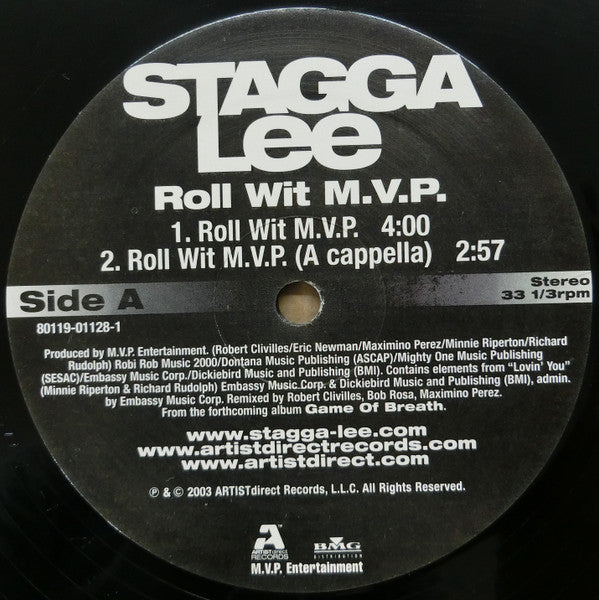 STAGGA
Lee
Roll Wit M.V.P.
1. Roll Wit M.V.P. 4:00
2. Roll Wit M.V.P. (A cappella) 2:57
Side A
Stereo
33 1/3rpm
80119-01128-1
Produced by M.V.P. Entertainment. (Robert Clivilles/Eric Newman/Maximino Perez/Minnie Riperton/Richard
Rudolph) Robi Rob Music 2000/Dontana Music Publishing (ASCAP)/Mighty One Music Publishing
(SESAC)/Embassy Music Corp./Dickiebird Music and Publishing (BMI). Contains elements from “Lovin’ You”
(Minnie Riperton & Richard Rudolph) Embassy Music Corp. & Dickiebird Music and Publishing (BMI), admin.
by Embassy Music Corp. Remixed by Robert Clivilles, Bob Rosa, Maximino Perez.
From the forthcoming album Game Of Breath.
www.stagga-lee.com
www.artistdirectrecords.com
www.artistdirect.com
℗ & © 2003 ARTISTdirect Records, L.L.C. All Rights Reserved.
A™
ARTISTdirect
RECORDS
BMG
DISTRIBUTION
M.V.P. Entertainment